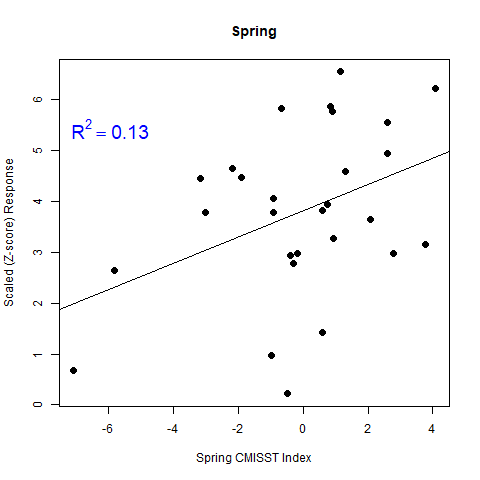 Spring
R² = 0.13
Scaled (Z-score) Response
6
5
4
3
2
1
0
-6 -4 -2 0 2 4
Spring CMISST Index